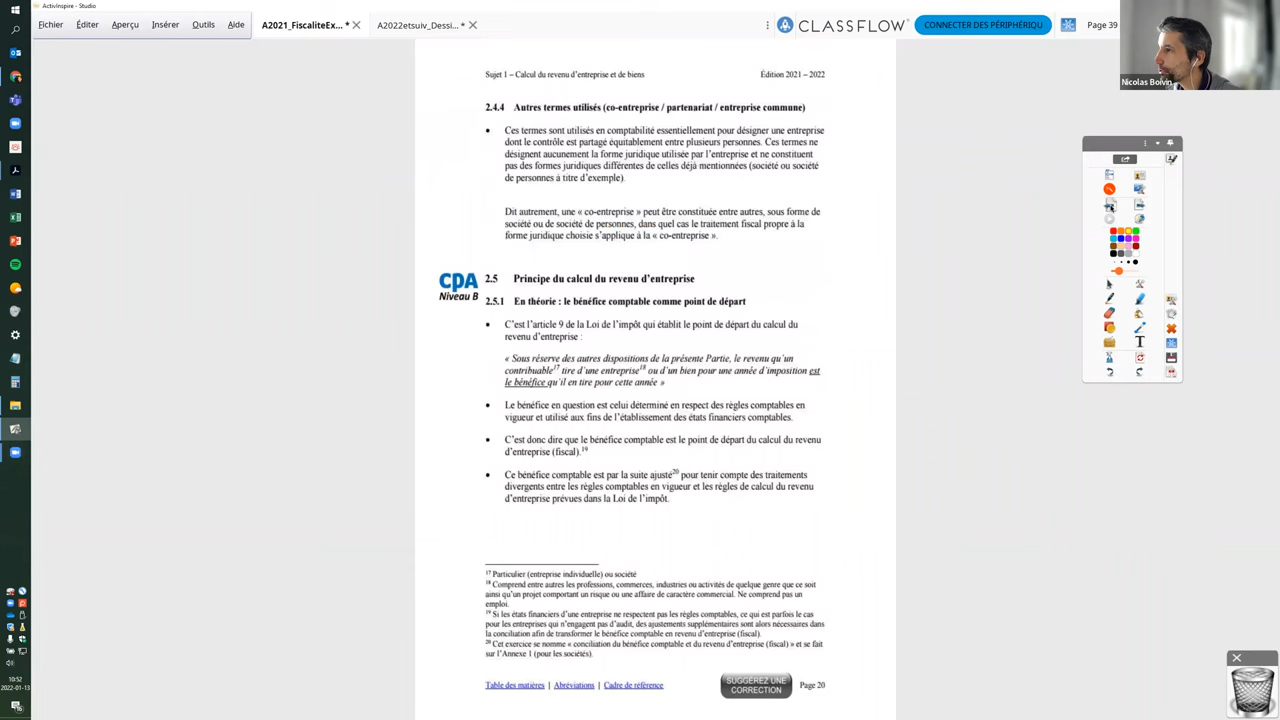 ActivInspire - Studio
Fichier Éditer Aperçu Insérer Outils Aide A2021_FiscaliteEx... * A2022etsuiv_Dessi... * CLASSFLOW CONNECTER DES PÉRIPHÉRIQU Page 39
Nicolas Boivin
Sujet 1 – Calcul du revenu d'entreprise et de biens Édition 2021 – 2022
2.4.4 Autres termes utilisés (co-entreprise / partenariat / entreprise commune)
• Ces termes sont utilisés en comptabilité essentiellement pour désigner une entreprise
dont le contrôle est partagé équitablement entre plusieurs personnes. Ces termes ne
désignent aucunement la forme juridique utilisée par l'entreprise et ne constituent
pas des formes juridiques différentes de celles déjà mentionnées (société ou société
de personnes à titre d'exemple).
Dit autrement, une « co-entreprise » peut être constituée entre autres, sous forme de
société ou de société de personnes, dans quel cas le traitement fiscal propre à la
forme juridique choisie s'applique à la « co-entreprise ».
CPA
Niveau B
2.5 Principe du calcul du revenu d'entreprise
2.5.1 En théorie : le bénéfice comptable comme point de départ
• C'est l'article 9 de la Loi de l'impôt qui établit le point de départ du calcul du
revenu d'entreprise :
« Sous réserve des autres dispositions de la présente Partie, le revenu qu'un
contribuable17 tire d'une entreprise18 ou d'un bien pour une année d'imposition est
le bénéfice qu'il en tire pour cette année »
• Le bénéfice en question est celui déterminé en respect des règles comptables en
vigueur et utilisé aux fins de l'établissement des états financiers comptables.
• C'est donc dire que le bénéfice comptable est le point de départ du calcul du revenu
d'entreprise (fiscal).19
• Ce bénéfice comptable est par la suite ajusté20 pour tenir compte des traitements
divergents entre les règles comptables en vigueur et les règles de calcul du revenu
d'entreprise prévues dans la Loi de l'impôt.
17 Particulier (entreprise individuelle) ou société
18 Comprend entre autres les professions, commerces, industries ou activités de quelque genre que ce soit
ainsi qu'un projet comportant un risque ou une affaire de caractère commercial. Ne comprend pas un
emploi.
19 Si les états financiers d'une entreprise ne respectent pas les règles comptables, ce qui est parfois le cas
pour les entreprises qui n'engagent pas d'audit, des ajustements supplémentaires sont alors nécessaires dans
la conciliation afin de transformer le bénéfice comptable en revenu d'entreprise (fiscal).
20 Cet exercice se nomme « conciliation du bénéfice comptable et du revenu d'entreprise (fiscal) » et se fait
sur l'Annexe 1 (pour les sociétés).
Table des matières | Abréviations | Cadre de référence
SUGGÉREZ UNE
CORRECTION
Page 20
10:52
2022-01-13